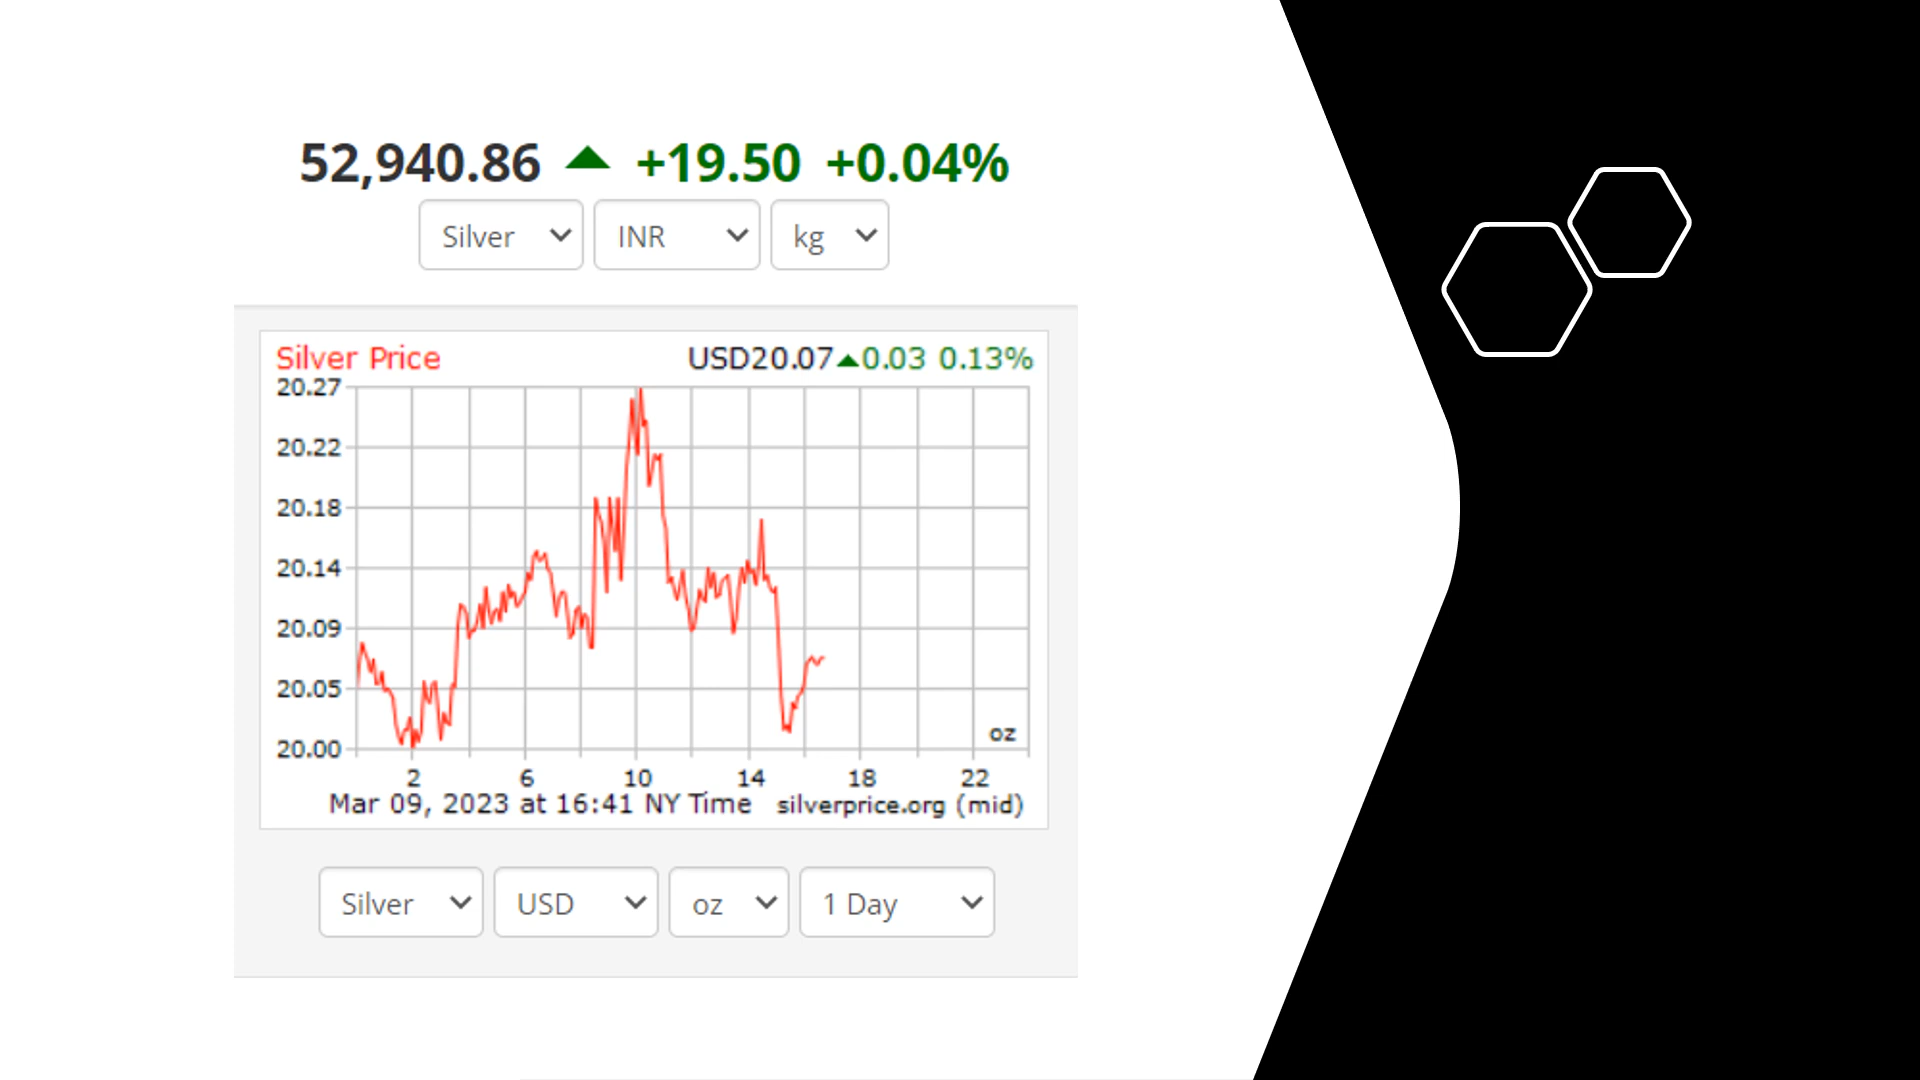 52,940.86 ▲ +19.50 +0.04%
Silver INR kg
Silver Price USD20.07▲0.03 0.13%
20.27
20.22
20.18
20.14
20.09
20.05
20.00
oz
2 6 10 14 18 22
Mar 09, 2023 at 16:41 NY Time silverprice.org (mid)
Silver USD oz 1 Day